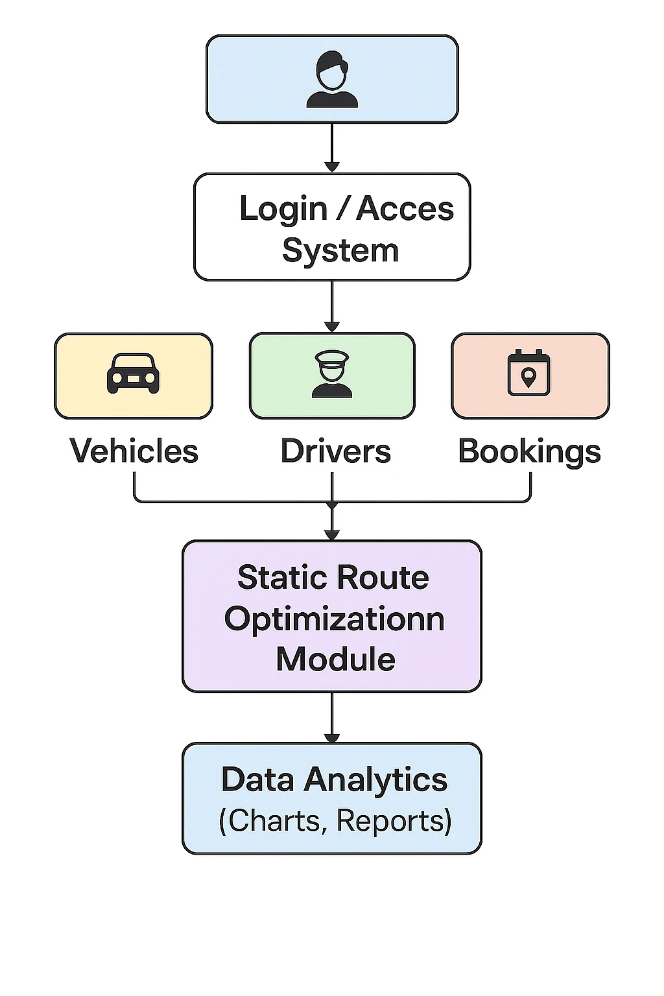 Login / Acces
System
Vehicles
Drivers
Bookings
Static Route
Optimizationn
Module
Data Analytics
(Charts, Reports)